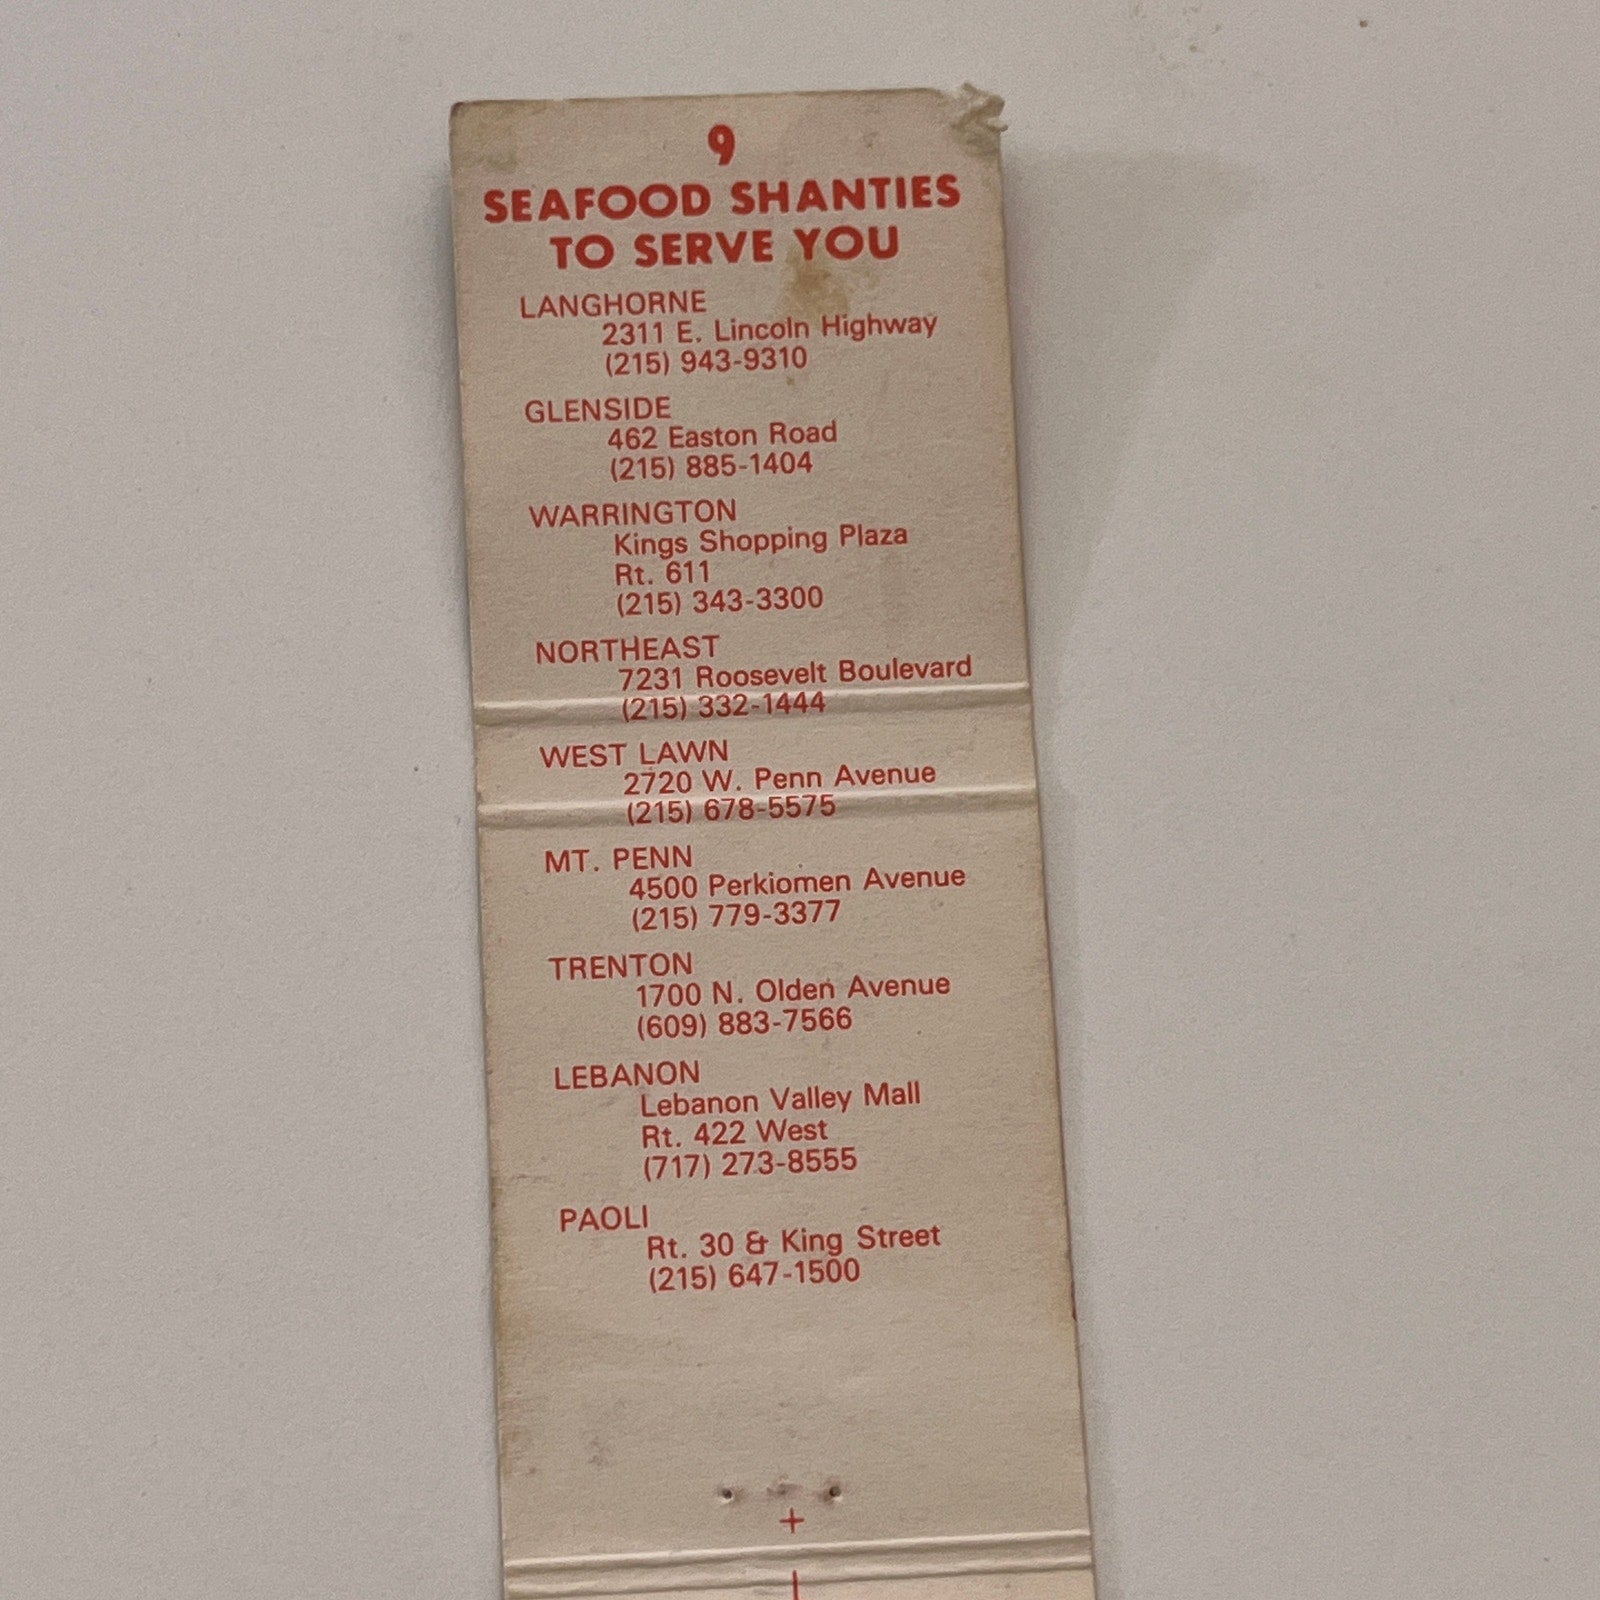 9
SEAFOOD SHANTIES
TO SERVE YOU
LANGHORNE
2311 E. Lincoln Highway
(215) 943-9310
GLENSIDE
462 Easton Road
(215) 885-1404
WARRINGTON
Kings Shopping Plaza
Rt. 611
(215) 343-3300
NORTHEAST
7231 Roosevelt Boulevard
(215) 332-1444
WEST LAWN
2720 W. Penn Avenue
(215) 678-5575
MT. PENN
4500 Perkiomen Avenue
(215) 779-3377
TRENTON
1700 N. Olden Avenue
(609) 883-7566
LEBANON
Lebanon Valley Mall
Rt. 422 West
(717) 273-8555
PAOLI
Rt. 30 & King Street
(215) 647-1500